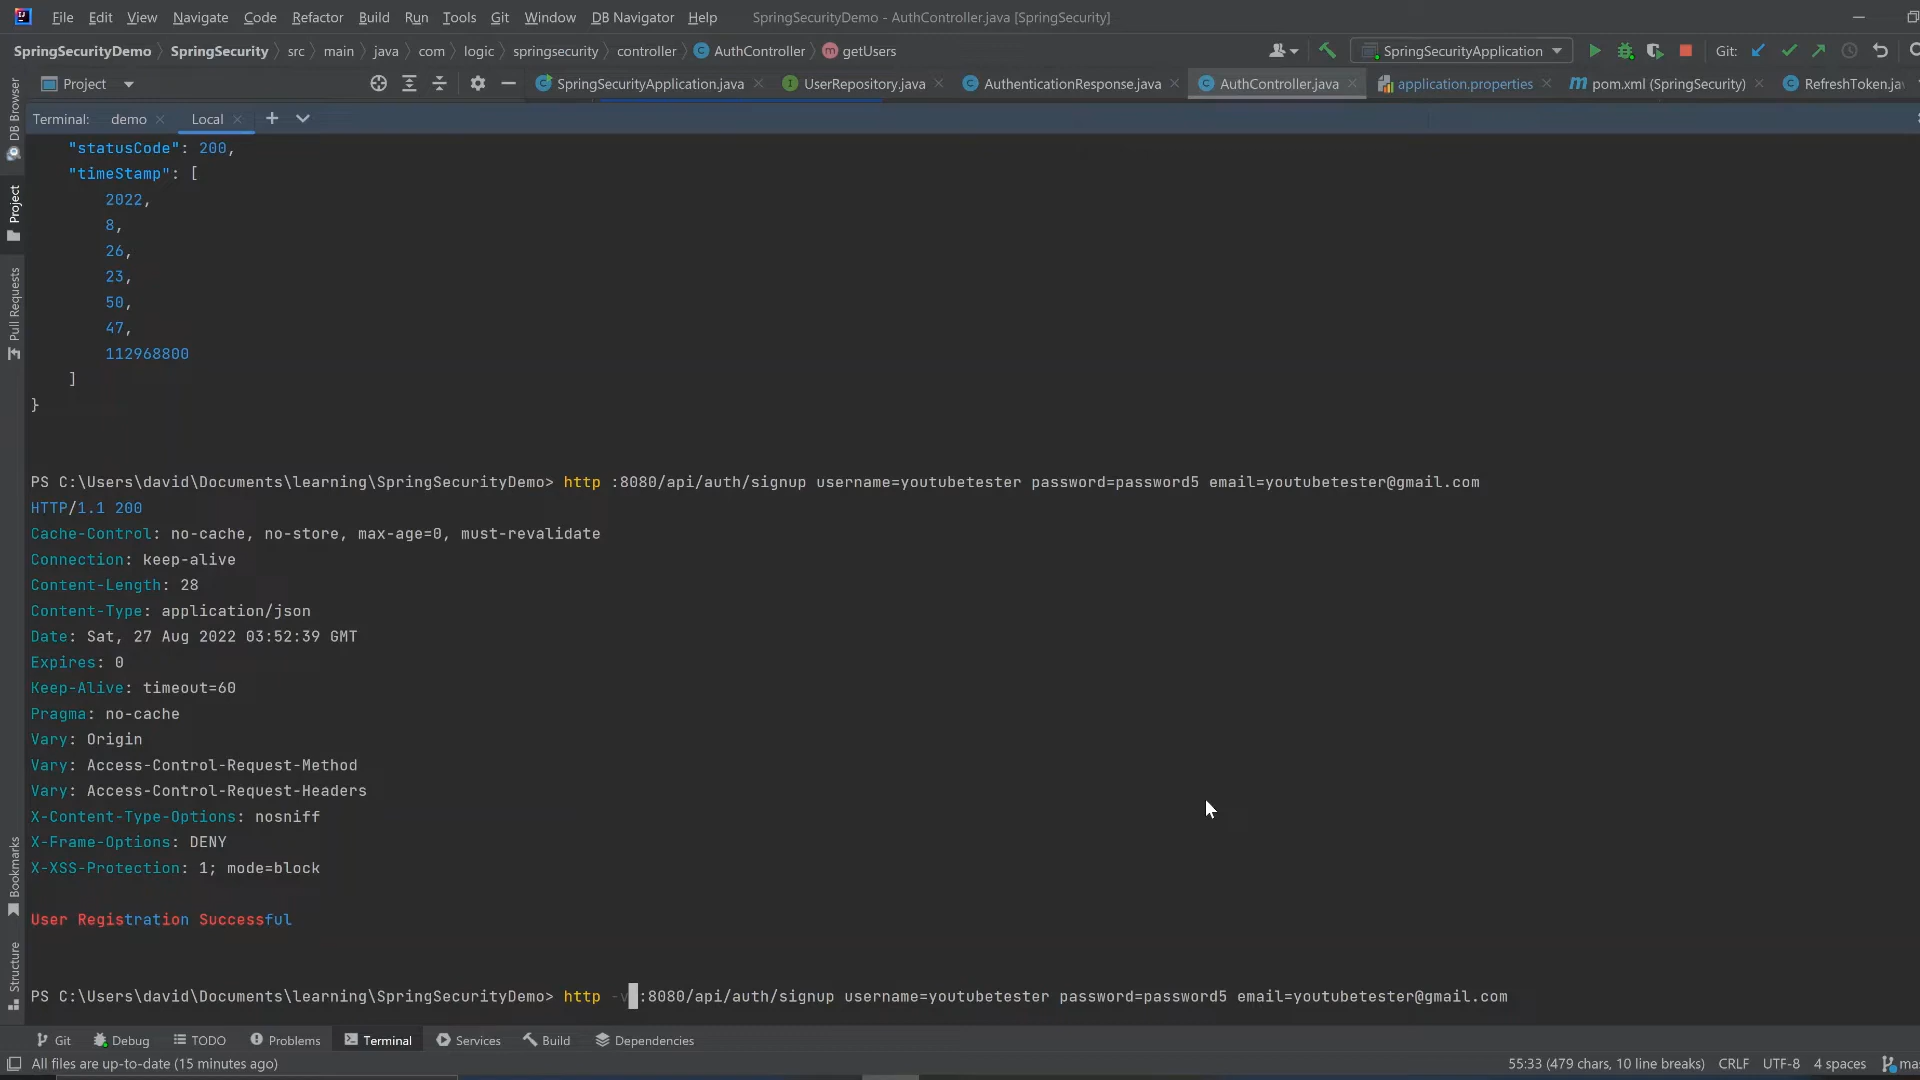 File Edit View Navigate Code Refactor Build Run Tools Git Window DB Navigator Help SpringSecurityDemo - AuthController.java [SpringSecurity]
SpringSecurityDemo SpringSecurity src main java com logic springsecurity controller AuthController getUsers SpringSecurityApplication Git:
Project SpringSecurityApplication.java UserRepository.java AuthenticationResponse.java AuthController.java application.properties pom.xml (SpringSecurity) RefreshToken.ja
Terminal: demo Local
DB Browser
Project
Pull Requests
Bookmarks
Structure
"statusCode": 200,
"timeStamp": [
2022,
8,
26,
23,
50,
47,
112968800
]
}
PS C:\Users\david\Documents\learning\SpringSecurityDemo> http :8080/api/auth/signup username=youtubetester password=password5 email=youtubetester@gmail.com
HTTP/1.1 200
Cache-Control: no-cache, no-store, max-age=0, must-revalidate
Connection: keep-alive
Content-Length: 28
Content-Type: application/json
Date: Sat, 27 Aug 2022 03:52:39 GMT
Expires: 0
Keep-Alive: timeout=60
Pragma: no-cache
Vary: Origin
Vary: Access-Control-Request-Method
Vary: Access-Control-Request-Headers
X-Content-Type-Options: nosniff
X-Frame-Options: DENY
X-XSS-Protection: 1; mode=block
User Registration Successful
PS C:\Users\david\Documents\learning\SpringSecurityDemo> http -v :8080/api/auth/signup username=youtubetester password=password5 email=youtubetester@gmail.com
Git Debug TODO Problems Terminal Services Build Dependencies
All files are up-to-date (15 minutes ago) 55:33 (479 chars, 10 line breaks) CRLF UTF-8 4 spaces mas